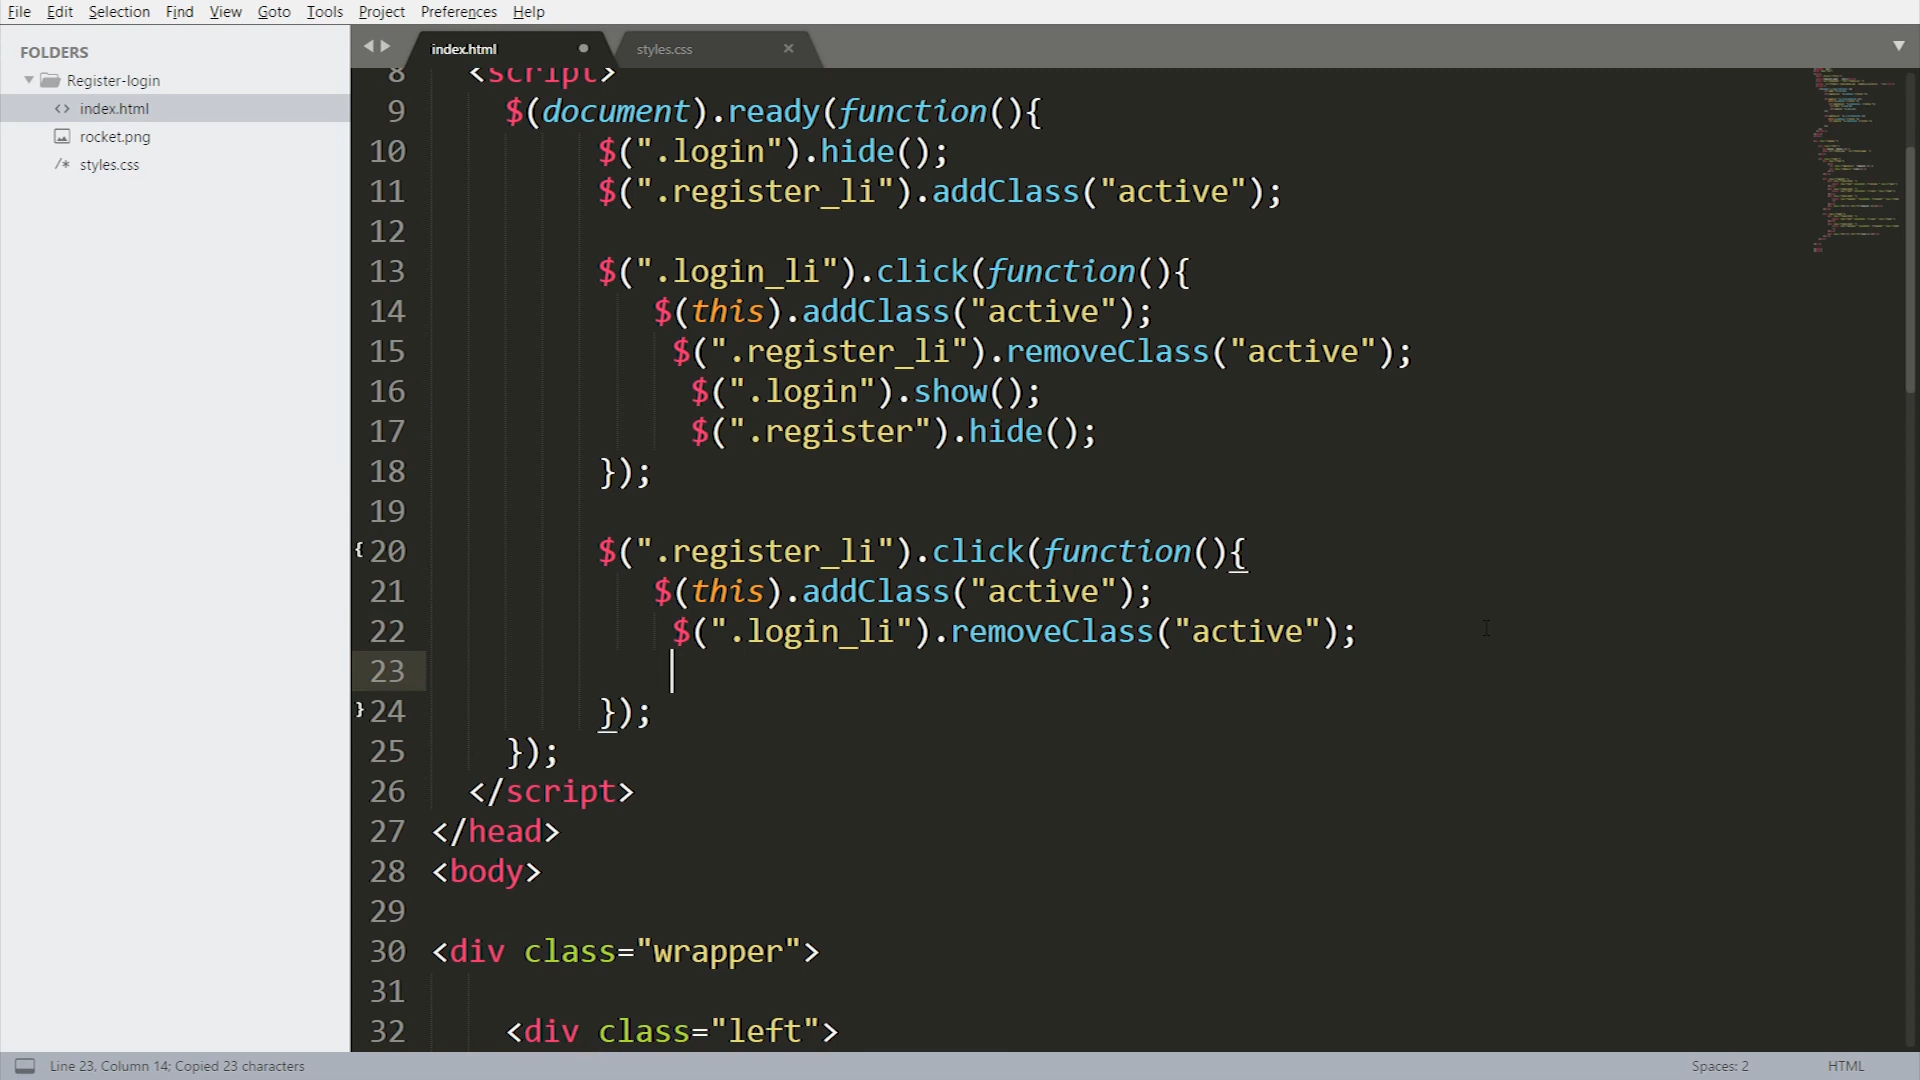 File Edit Selection Find View Goto Tools Project Preferences Help
FOLDERS
Register-login
index.html
rocket.png
styles.css
index.html
styles.css
8 <script>
9 $(document).ready(function(){
10 $(".login").hide();
11 $(".register_li").addClass("active");
12
13 $(".login_li").click(function(){
14 $(this).addClass("active");
15 $(".register_li").removeClass("active");
16 $(".login").show();
17 $(".register").hide();
18 });
19
20 $(".register_li").click(function(){
21 $(this).addClass("active");
22 $(".login_li").removeClass("active");
23
24 });
25 });
26 </script>
27 </head>
28 <body>
29
30 <div class="wrapper">
31
32 <div class="left">
Line 23, Column 14; Copied 23 characters
Spaces: 2
HTML